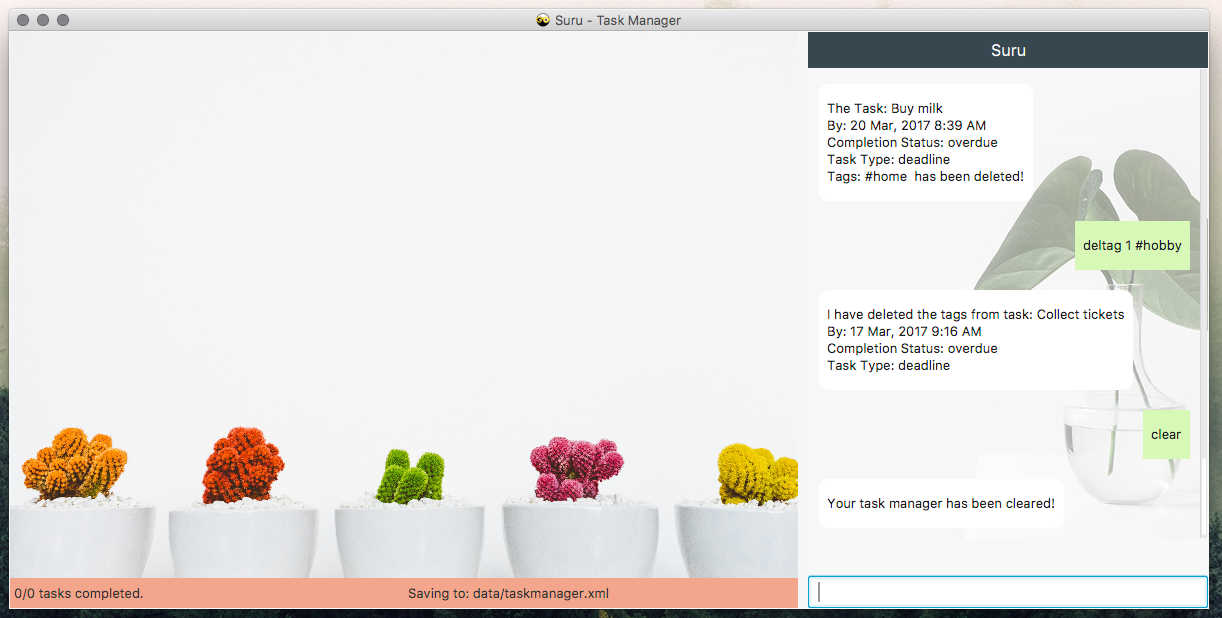 Suru - Task Manager
Suru
The Task: Buy milk
By: 20 Mar, 2017 8:39 AM
Completion Status: overdue
Task Type: deadline
Tags: #home  has been deleted!
deltag 1 #hobby
I have deleted the tags from task: Collect tickets
By: 17 Mar, 2017 9:16 AM
Completion Status: overdue
Task Type: deadline
clear
Your task manager has been cleared!
0/0 tasks completed.
Saving to: data/taskmanager.xml